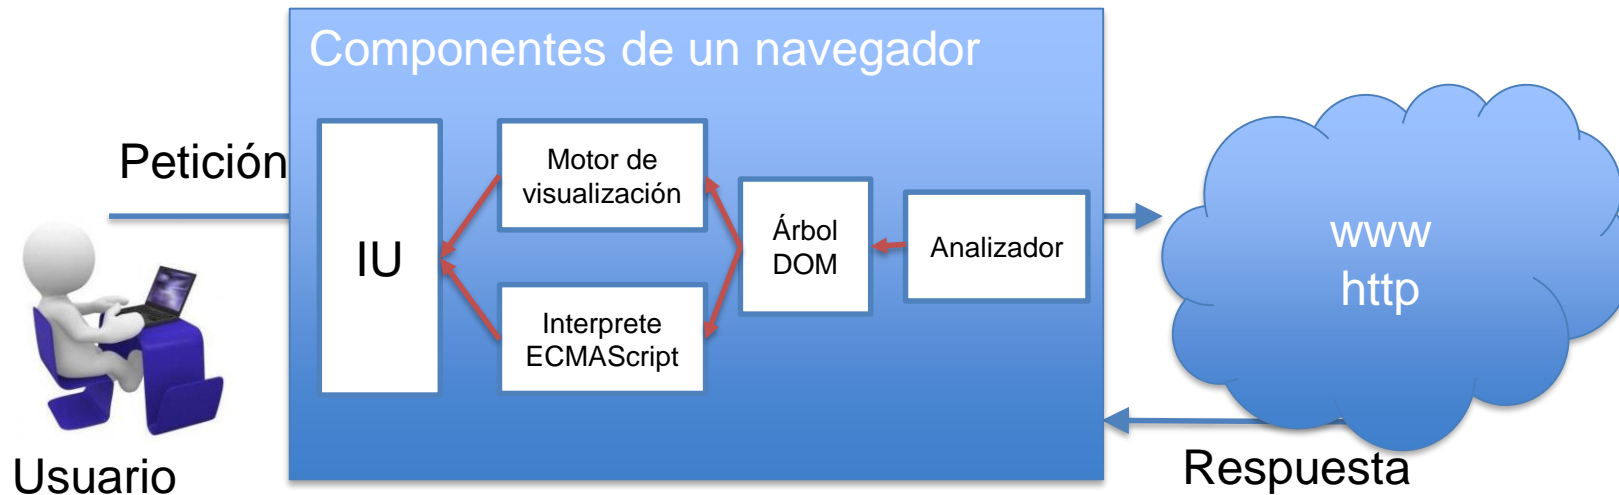 Componentes de un navegador
Petición
IU
Motor de
visualización
Interprete
ECMAScript
Árbol
DOM
Analizador
www
http
Usuario
Respuesta